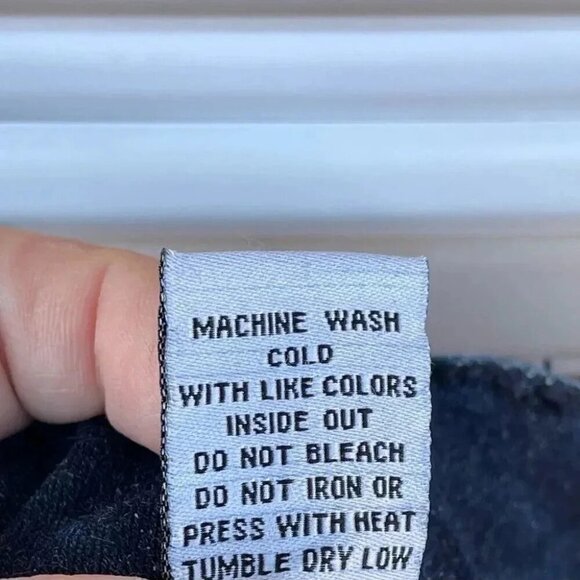 MACHINE WASH
COLD
WITH LIKE COLORS
INSIDE OUT
DO NOT BLEACH
DO NOT IRON OR
PRESS WITH HEAT
TUMBLE DRY LOW